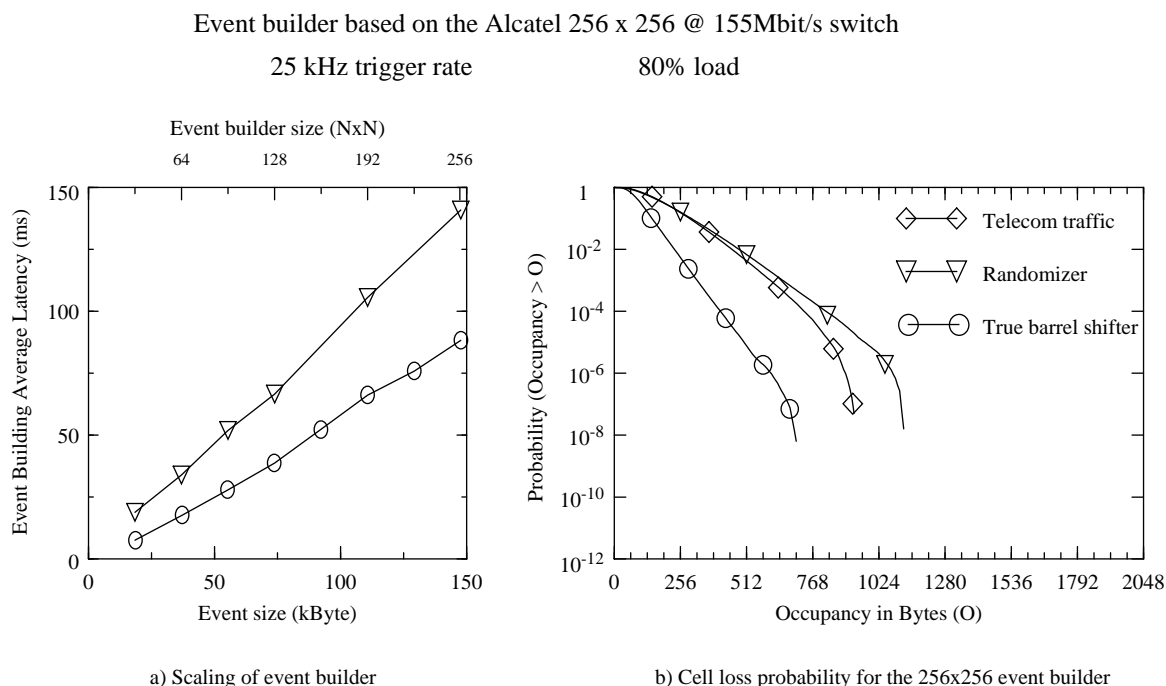 Event builder based on the Alcatel 256 x 256 @ 155Mbit/s switch
25 kHz trigger rate 80% load
Event builder size (NxN)
64 128 192 256
150
100
50
0
Event Building Average Latency (ms)
0 50 100 150
Event size (kByte)
a) Scaling of event builder
1
10-2
10-4
10-6
10-8
10-10
10-12
Probability (Occupancy > O)
Telecom traffic
Randomizer
True barrel shifter
0 256 512 768 1024 1280 1536 1792 2048
Occupancy in Bytes (O)
b) Cell loss probability for the 256x256 event builder